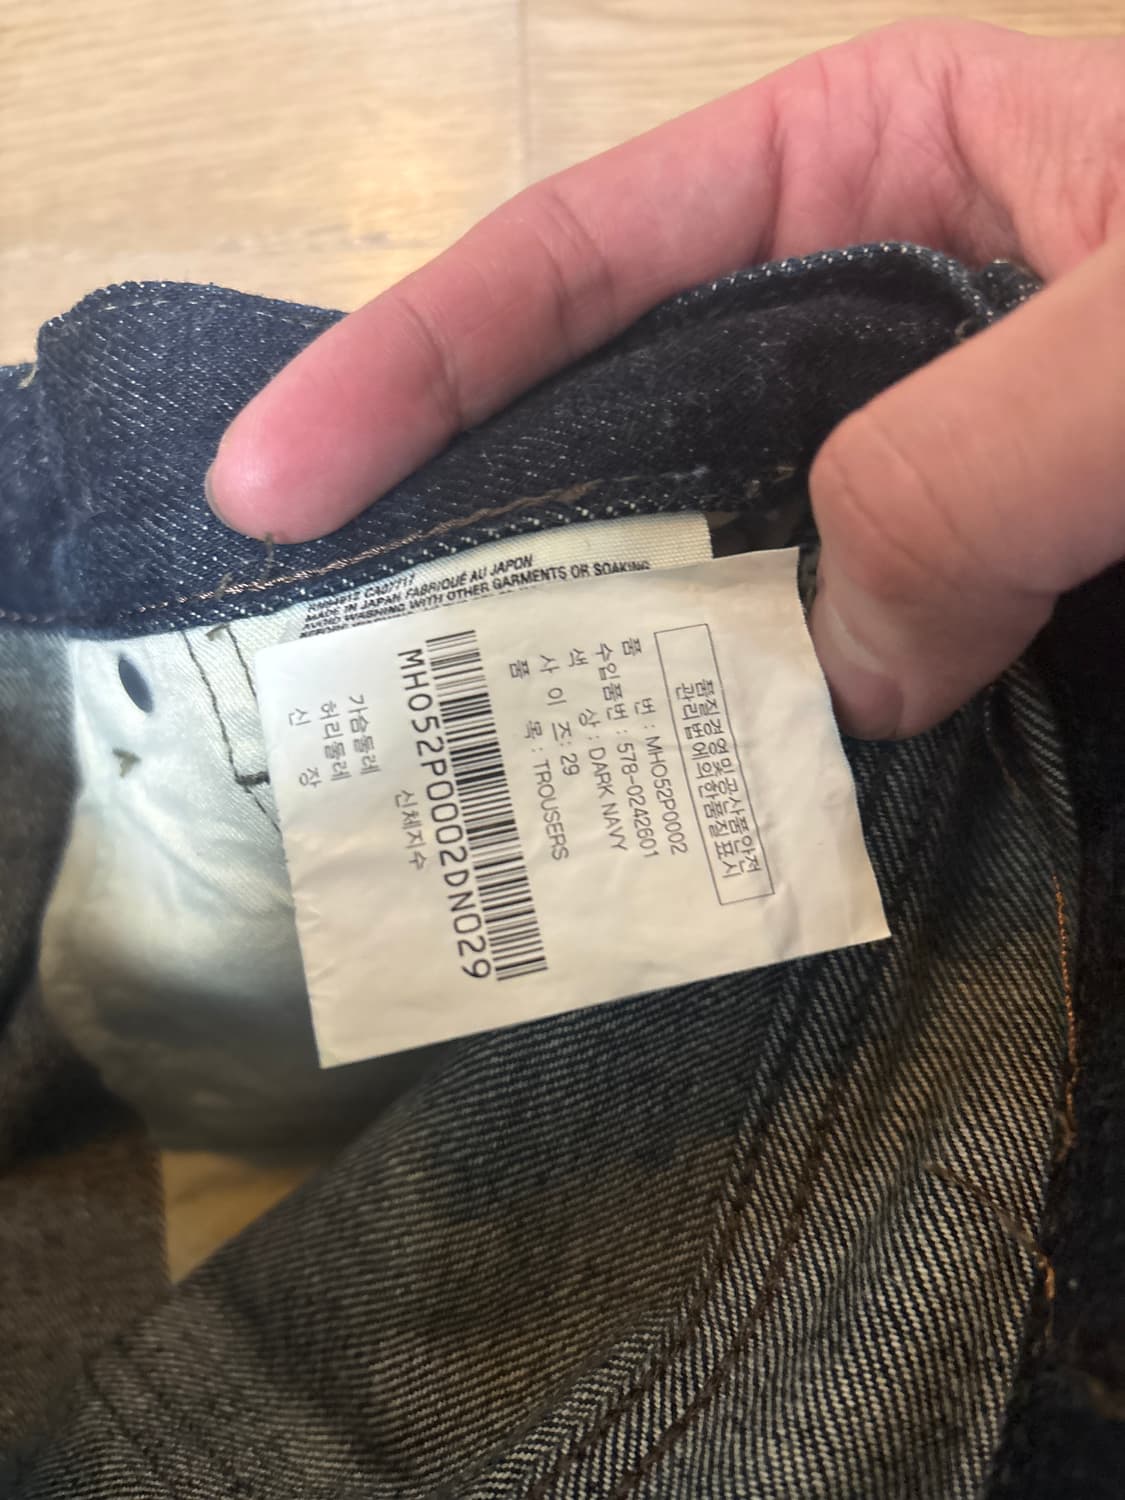 CA07717
MADE IN JAPAN FABRIQUÉ AU JAPON
AVOID WASHING WITH OTHER GARMENTS OR SOAKING
품질경영및공산품안전
관리법에의한품질표시
품 번 : MHO52P0002
수입품번 : 578-0242601
색 상 : DARK NAVY
사 이 즈 : 29
품 목 : TROUSERS
MHO52P0002DNO29
신체치수
가슴둘레
허리둘레
신 장